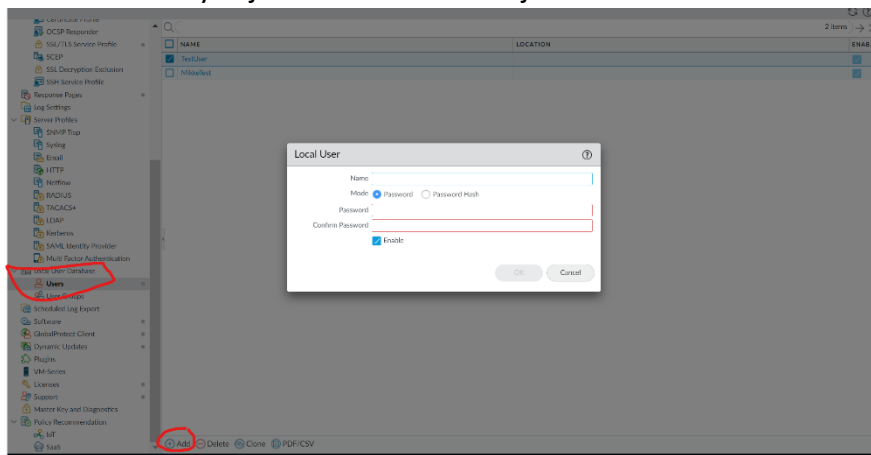 OCSP Responder
SSL/TLS Service Profile
SCEP
SSL Decryption Exclusion
SSH Service Profile
Response Pages
Log Settings
Server Profiles
SNMP Trap
Syslog
Email
HTTP
Netflow
RADIUS
TACACS+
LDAP
Kerberos
SAML Identity Provider
Multi Factor Authentication
Local User Database
Users
User Groups
Scheduled Log Export
Software
GlobalProtect Client
Dynamic Updates
Plugins
VM-Series
Licenses
Support
Master Key and Diagnostics
Policy Recommendation
IoT
SaaS
2 items
NAME LOCATION ENAB
TestUser
MikkoTest
Local User
Name
Mode Password Password Hash
Password
Confirm Password
Enable
OK Cancel
Add Delete Clone PDF/CSV